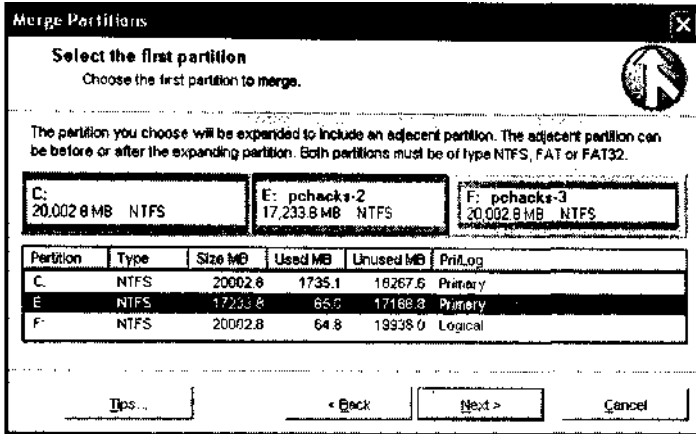 Merge Partitions
Select the first partition
Choose the first partition to merge.
The partition you choose will be expanded to include an adjacent partition. The adjacent partition can
be before or after the expanding partition. Both partitions must be of type NTFS, FAT or FAT32.
C: E: pchacks-2 F: pchacks-3
20,002.8 MB NTFS 17,233.8 MB NTFS 20,002.8 MB NTFS
Partition Type Size MB Used MB Unused MB Pri/Log
C: NTFS 20002.8 1735.1 18267.6 Primary
E: NTFS 17233.8 65.0 17168.8 Primary
F: NTFS 20002.8 64.8 19938.0 Logical
Tips... < Back Next > Cancel